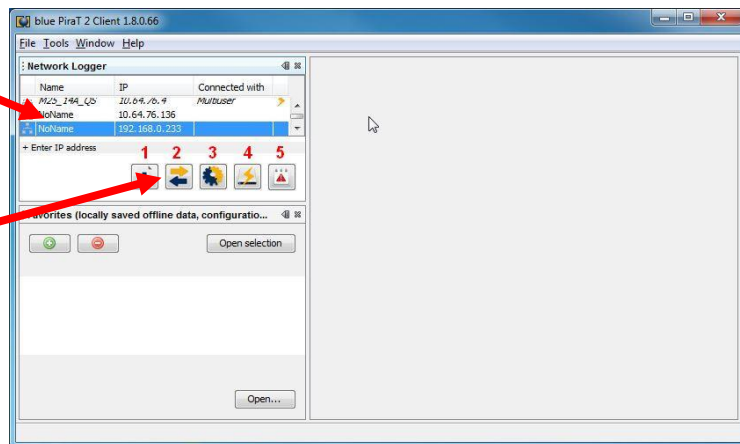 blue PiraT 2 Client 1.8.0.66
File Tools Window Help
Network Logger
Name IP Connected with
M25_14A_QS 10.64.76.4 Multiuser
NoName 10.64.76.136
NoName 192.168.0.233
+ Enter IP address
1 2 3 4 5
Favorites (locally saved offline data, configuratio...
Open selection
Open...